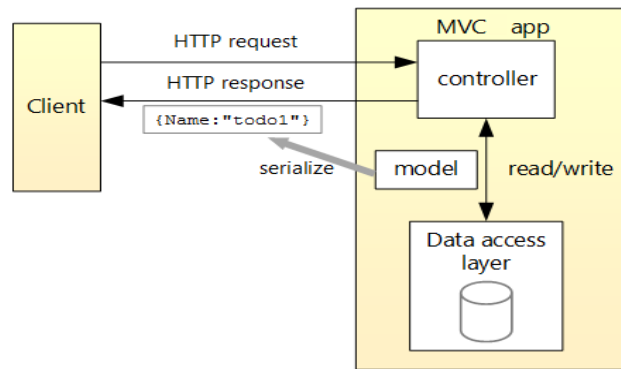 MVC app
HTTP request
controller
HTTP response
Client
{Name:"todo1"}
serialize
model
read/write
Data access
layer